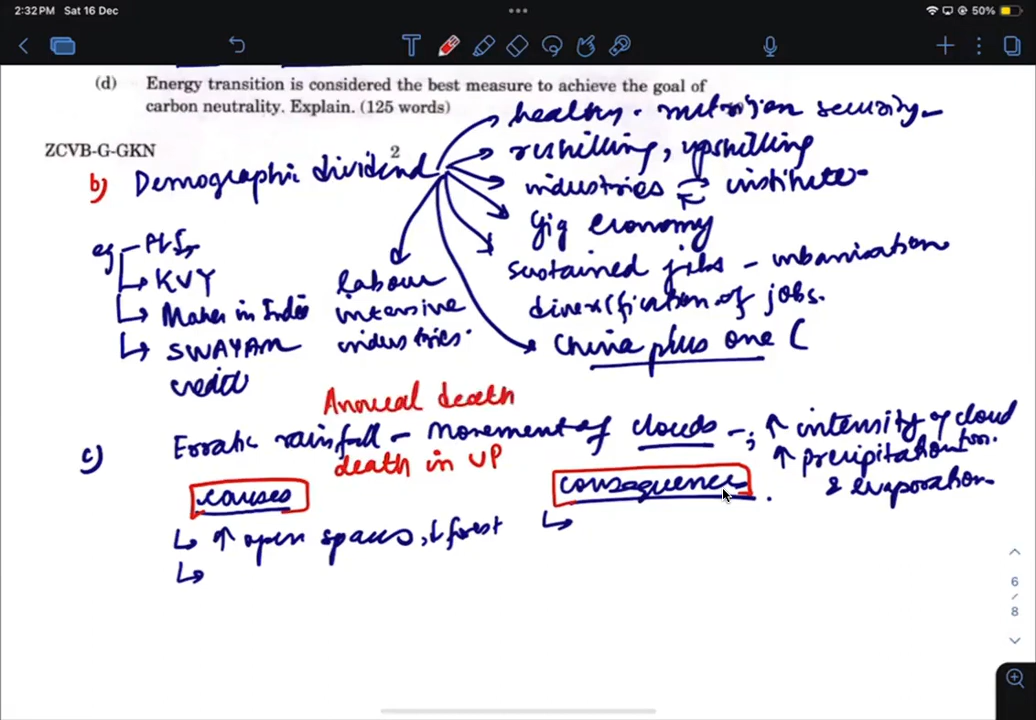 2:32 PM Sat 16 Dec
50%
(d) Energy transition is considered the best measure to achieve the goal of
carbon neutrality. Explain. (125 words)
ZCVB-G-GKN
2
b) Demographic dividend
healthy. nutrition security
reskilling, upskilling
industries ⇄ institute
Gig economy
sustained jobs - urbanisation
diversification of jobs.
China plus one (
labour
intensive
industries.
eg
↳ KVY
↳ Make in India
↳ SWAYAM
credit
Annual death
c) Erratic rainfall - Movement of clouds - ; ↑ intensity of cloud
death in UP
↑ precipitation
& evaporation
causes
consequence
↳ ↑ open spaces, ↓ forest
↳
↳
6
/
8